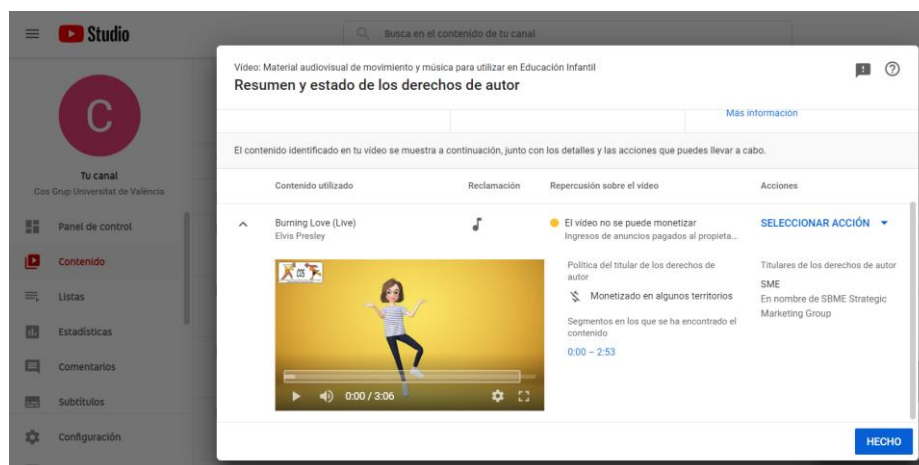 Studio
Busca en el contenido de tu canal
C
Tu canal
Cos Grup Universitat de València
Panel de control
Contenido
Listas
Estadísticas
Comentarios
Subtítulos
Configuración
Vídeo: Material audiovisual de movimiento y música para utilizar en Educación Infantil
Resumen y estado de los derechos de autor
Más información
El contenido identificado en tu vídeo se muestra a continuación, junto con los detalles y las acciones que puedes llevar a cabo.
Contenido utilizado
Reclamación
Repercusión sobre el vídeo
Acciones
Burning Love (Live)
Elvis Presley
El vídeo no se puede monetizar
Ingresos de anuncios pagados al propieta...
SELECCIONAR ACCIÓN
COS
0:00 / 3:06
Política del titular de los derechos de
autor
Monetizado en algunos territorios
Segmentos en los que se ha encontrado el
contenido
0:00 – 2:53
Titulares de los derechos de autor
SME
En nombre de SBME Strategic
Marketing Group
HECHO